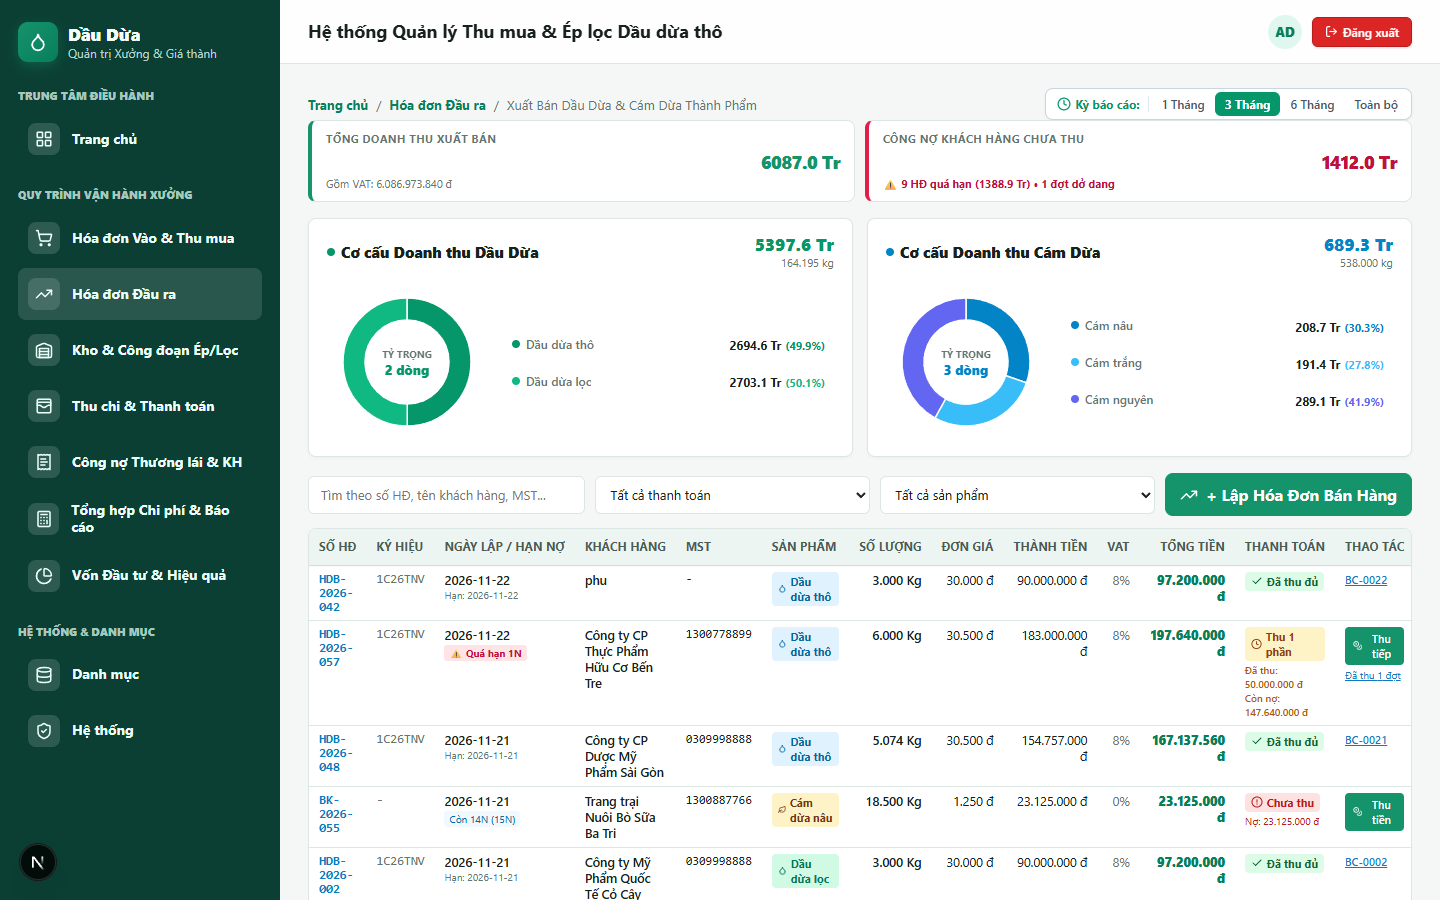 Dầu Dừa
Quản trị Xưởng & Giá thành
TRUNG TÂM ĐIỀU HÀNH
Trang chủ
QUY TRÌNH VẬN HÀNH XƯỞNG
Hóa đơn Vào & Thu mua
Hóa đơn Đầu ra
Kho & Công đoạn Ép/Lọc
Thu chi & Thanh toán
Công nợ Thương lái & KH
Tổng hợp Chi phí & Báo
cáo
Vốn Đầu tư & Hiệu quả
HỆ THỐNG & DANH MỤC
Danh mục
Hệ thống
N
Hệ thống Quản lý Thu mua & Ép lọc Dầu dừa thô
AD
Đăng xuất
Trang chủ / Hóa đơn Đầu ra / Xuất Bán Dầu Dừa & Cám Dừa Thành Phẩm
Kỳ báo cáo: 1 Tháng 3 Tháng 6 Tháng Toàn bộ
TỔNG DOANH THU XUẤT BÁN
6087.0 Tr
Gồm VAT: 6.086.973.840 đ
CÔNG NỢ KHÁCH HÀNG CHƯA THU
1412.0 Tr
9 HĐ quá hạn (1388.9 Tr) • 1 đợt dở dang
Cơ cấu Doanh thu Dầu Dừa
5397.6 Tr
164.195 kg
TỶ TRỌNG
2 dòng
Dầu dừa thô 2694.6 Tr (49.9%)
Dầu dừa lọc 2703.1 Tr (50.1%)
Cơ cấu Doanh thu Cám Dừa
689.3 Tr
538.000 kg
TỶ TRỌNG
3 dòng
Cám nâu 208.7 Tr (30.3%)
Cám trắng 191.4 Tr (27.8%)
Cám nguyên 289.1 Tr (41.9%)
Tìm theo số HĐ, tên khách hàng, MST...
Tất cả thanh toán
Tất cả sản phẩm
+ Lập Hóa Đơn Bán Hàng
SỐ HĐ KÝ HIỆU NGÀY LẬP / HẠN NỢ KHÁCH HÀNG MST SẢN PHẨM SỐ LƯỢNG ĐƠN GIÁ THÀNH TIỀN VAT TỔNG TIỀN THANH TOÁN THAO TÁC
HDB-
2026-
042
1C26TNV
2026-11-22
Hạn: 2026-11-22
phu
-
Dầu
dừa thô
3.000 Kg
30.000 đ
90.000.000 đ
8%
97.200.000
đ
Đã thu đủ
BC-0022
HDB-
2026-
057
1C26TNV
2026-11-22
Quá hạn 1N
Công ty CP
Thực Phẩm
Hữu Cơ Bến
Tre
1300778899
Dầu
dừa thô
6.000 Kg
30.500 đ
183.000.000
đ
8%
197.640.000
đ
Thu 1
phần
Đã thu:
50.000.000 đ
Còn nợ:
147.640.000 đ
Thu
tiếp
Đã thu 1 đợt
HDB-
2026-
048
1C26TNV
2026-11-21
Hạn: 2026-11-21
Công ty CP
Dược Mỹ
Phẩm Sài Gòn
0309998888
Dầu
dừa thô
5.074 Kg
30.500 đ
154.757.000
đ
8%
167.137.560
đ
Đã thu đủ
BC-0021
BK-
2026-
055
-
2026-11-21
Còn 14N (15N)
Trang trại
Nuôi Bò Sữa
Ba Tri
1300887766
Cám
dừa nâu
18.500 Kg
1.250 đ
23.125.000 đ
0%
23.125.000
đ
Chưa thu
Nợ: 23.125.000 đ
Thu
tiền
HDB-
2026-
002
1C26TNV
2026-11-21
Hạn: 2026-11-21
Công ty Mỹ
Phẩm Quốc
Tế Cỏ Cây
0309998888
Dầu
dừa lọc
3.000 Kg
30.000 đ
90.000.000 đ
8%
97.200.000
đ
Đã thu đủ
BC-0002